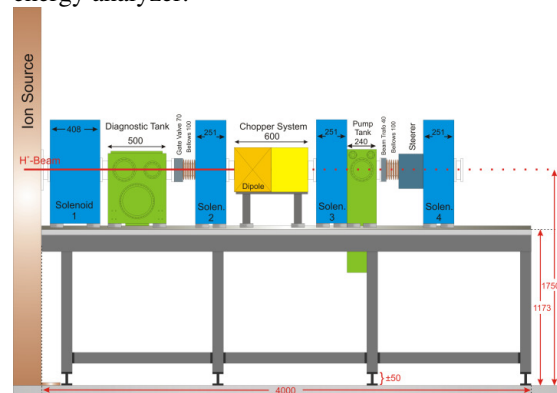 energy analyzer.
Ion Source
H⁻-Beam
408
Solenoid
1
Diagnostic Tank
500
Gate Valve 70
Bellows 100
251
Solen.
2
Chopper System
600
Dipole
251
Solen.
3
Pump
Tank
240
Beam Trafo 40
Bellows 100
Steerer
251
Solen.
4
1750
1173
±50
4000